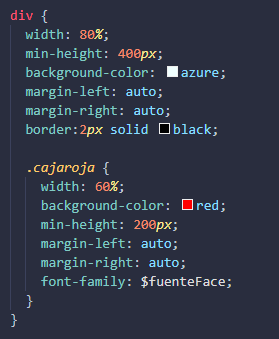 div {
width: 80%;
min-height: 400px;
background-color: azure;
margin-left: auto;
margin-right: auto;
border:2px solid black;
.cajaroja {
width: 60%;
background-color: red;
min-height: 200px;
margin-left: auto;
margin-right: auto;
font-family: $fuenteFace;
}
}